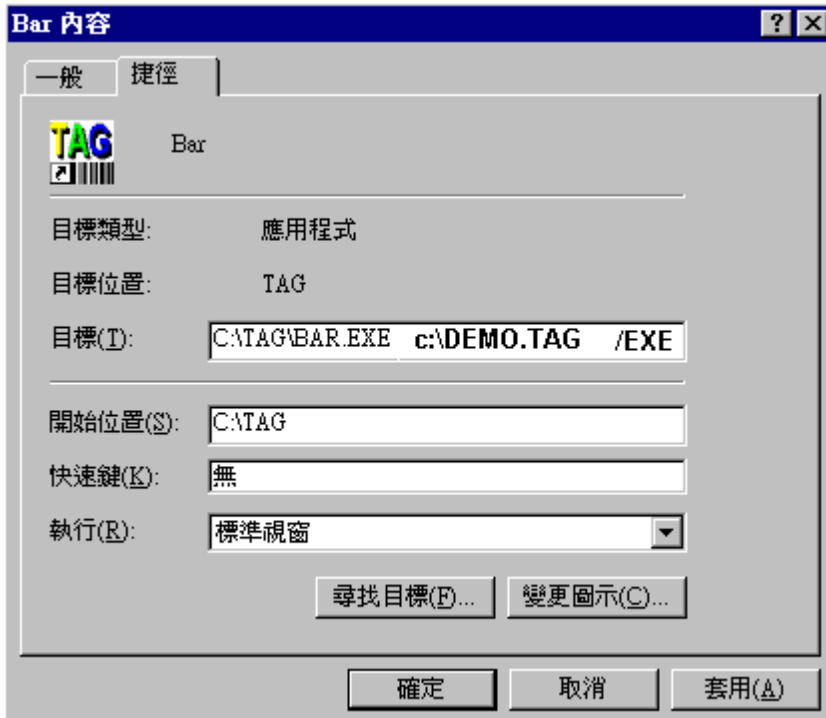 Bar 內容
一般 捷徑
TAG Bar
目標類型: 應用程式
目標位置: TAG
目標(T): C:\TAG\BAR.EXE c:\DEMO.TAG /EXE
開始位置(S): C:\TAG
快速鍵(K): 無
執行(R): 標準視窗
尋找目標(F)... 變更圖示(C)...
確定 取消 套用(A)